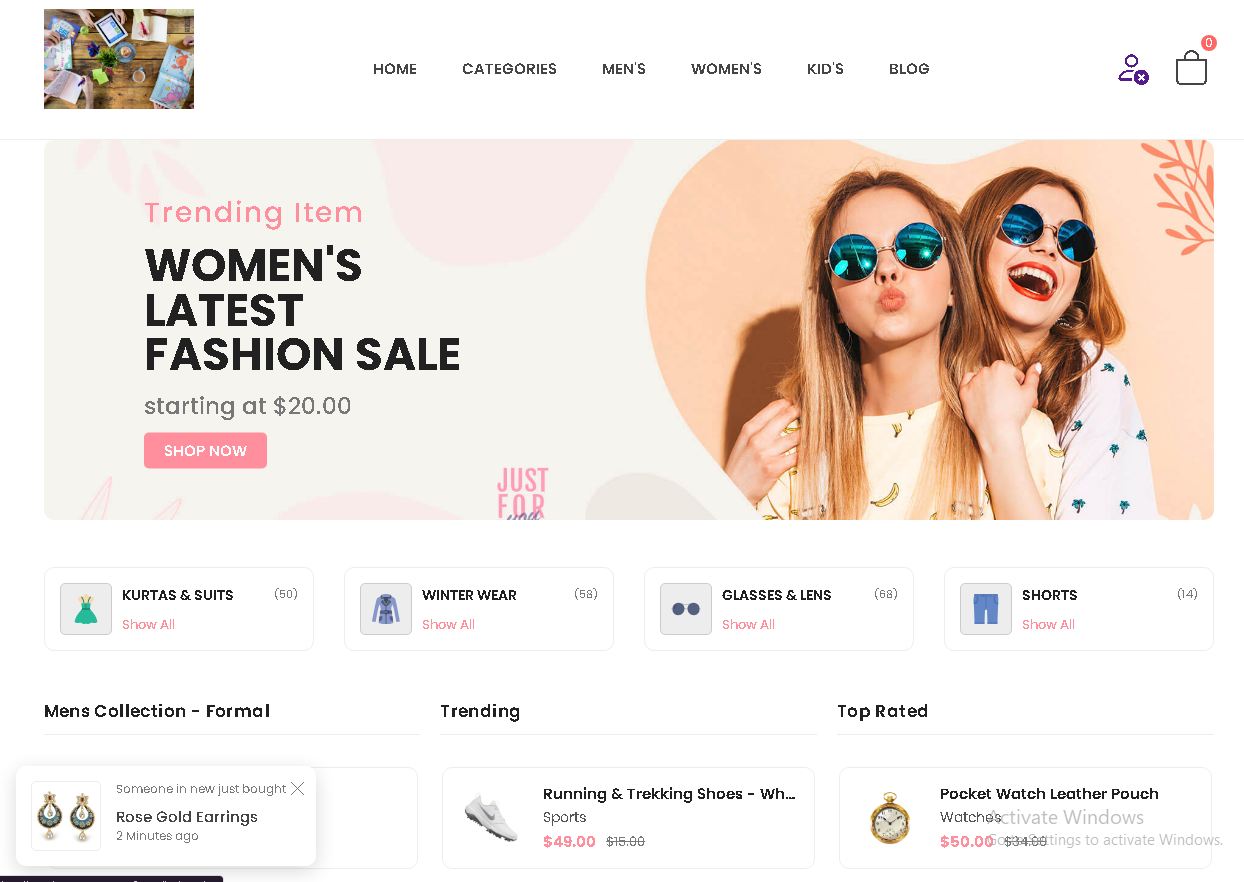 HOME
CATEGORIES
MEN'S
WOMEN'S
KID'S
BLOG
0
Trending Item
WOMEN'S
LATEST
FASHION SALE
starting at $20.00
SHOP NOW
JUST
FOR
you
KURTAS & SUITS
(50)
Show All
WINTER WEAR
(58)
Show All
GLASSES & LENS
(68)
Show All
SHORTS
(14)
Show All
Mens Collection - Formal
Trending
Top Rated
Someone in new just bought
Rose Gold Earrings
2 Minutes ago
Running & Trekking Shoes - Wh...
Sports
$49.00 $15.00
Pocket Watch Leather Pouch
Watches
$50.00 $34.00
Activate Windows
Go to Settings to activate Windows.